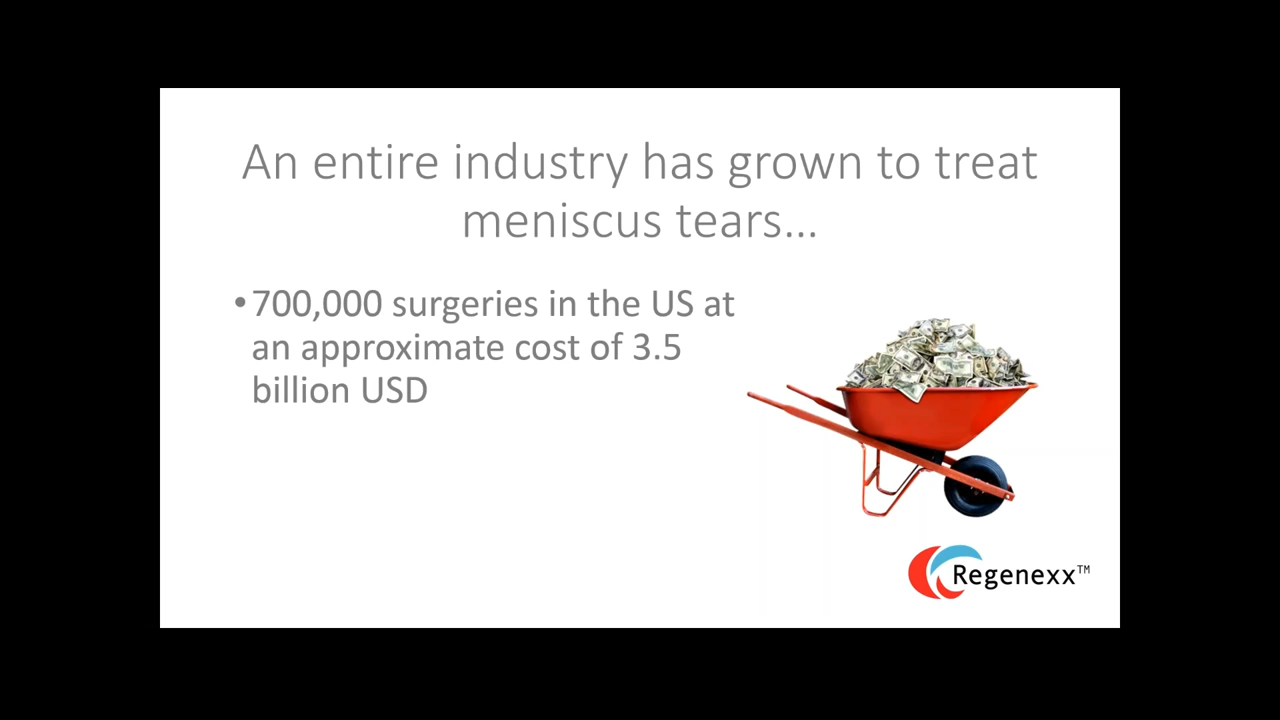 An entire industry has grown to treat
meniscus tears...
•700,000 surgeries in the US at
an approximate cost of 3.5
billion USD
Regenexx™